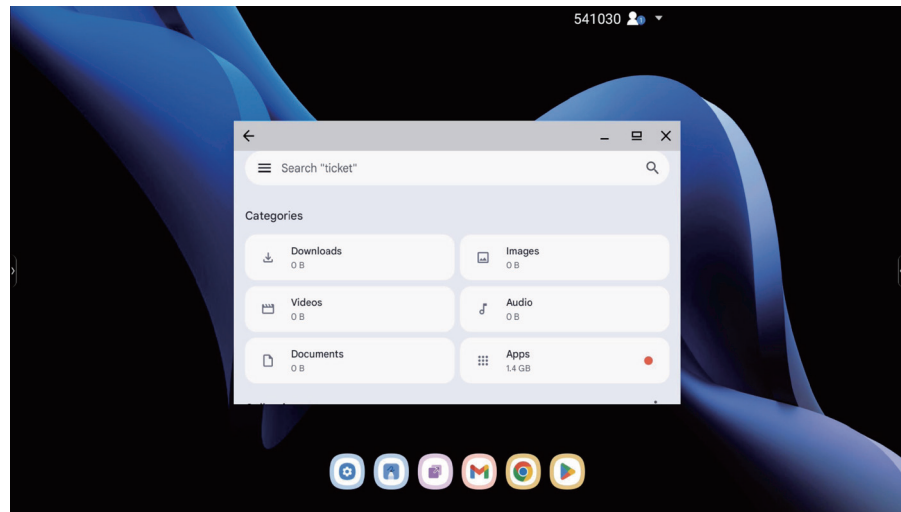 541030
Search "ticket"
Categories
Downloads
0 B
Images
0 B
Videos
0 B
Audio
0 B
Documents
0 B
Apps
1.4 GB